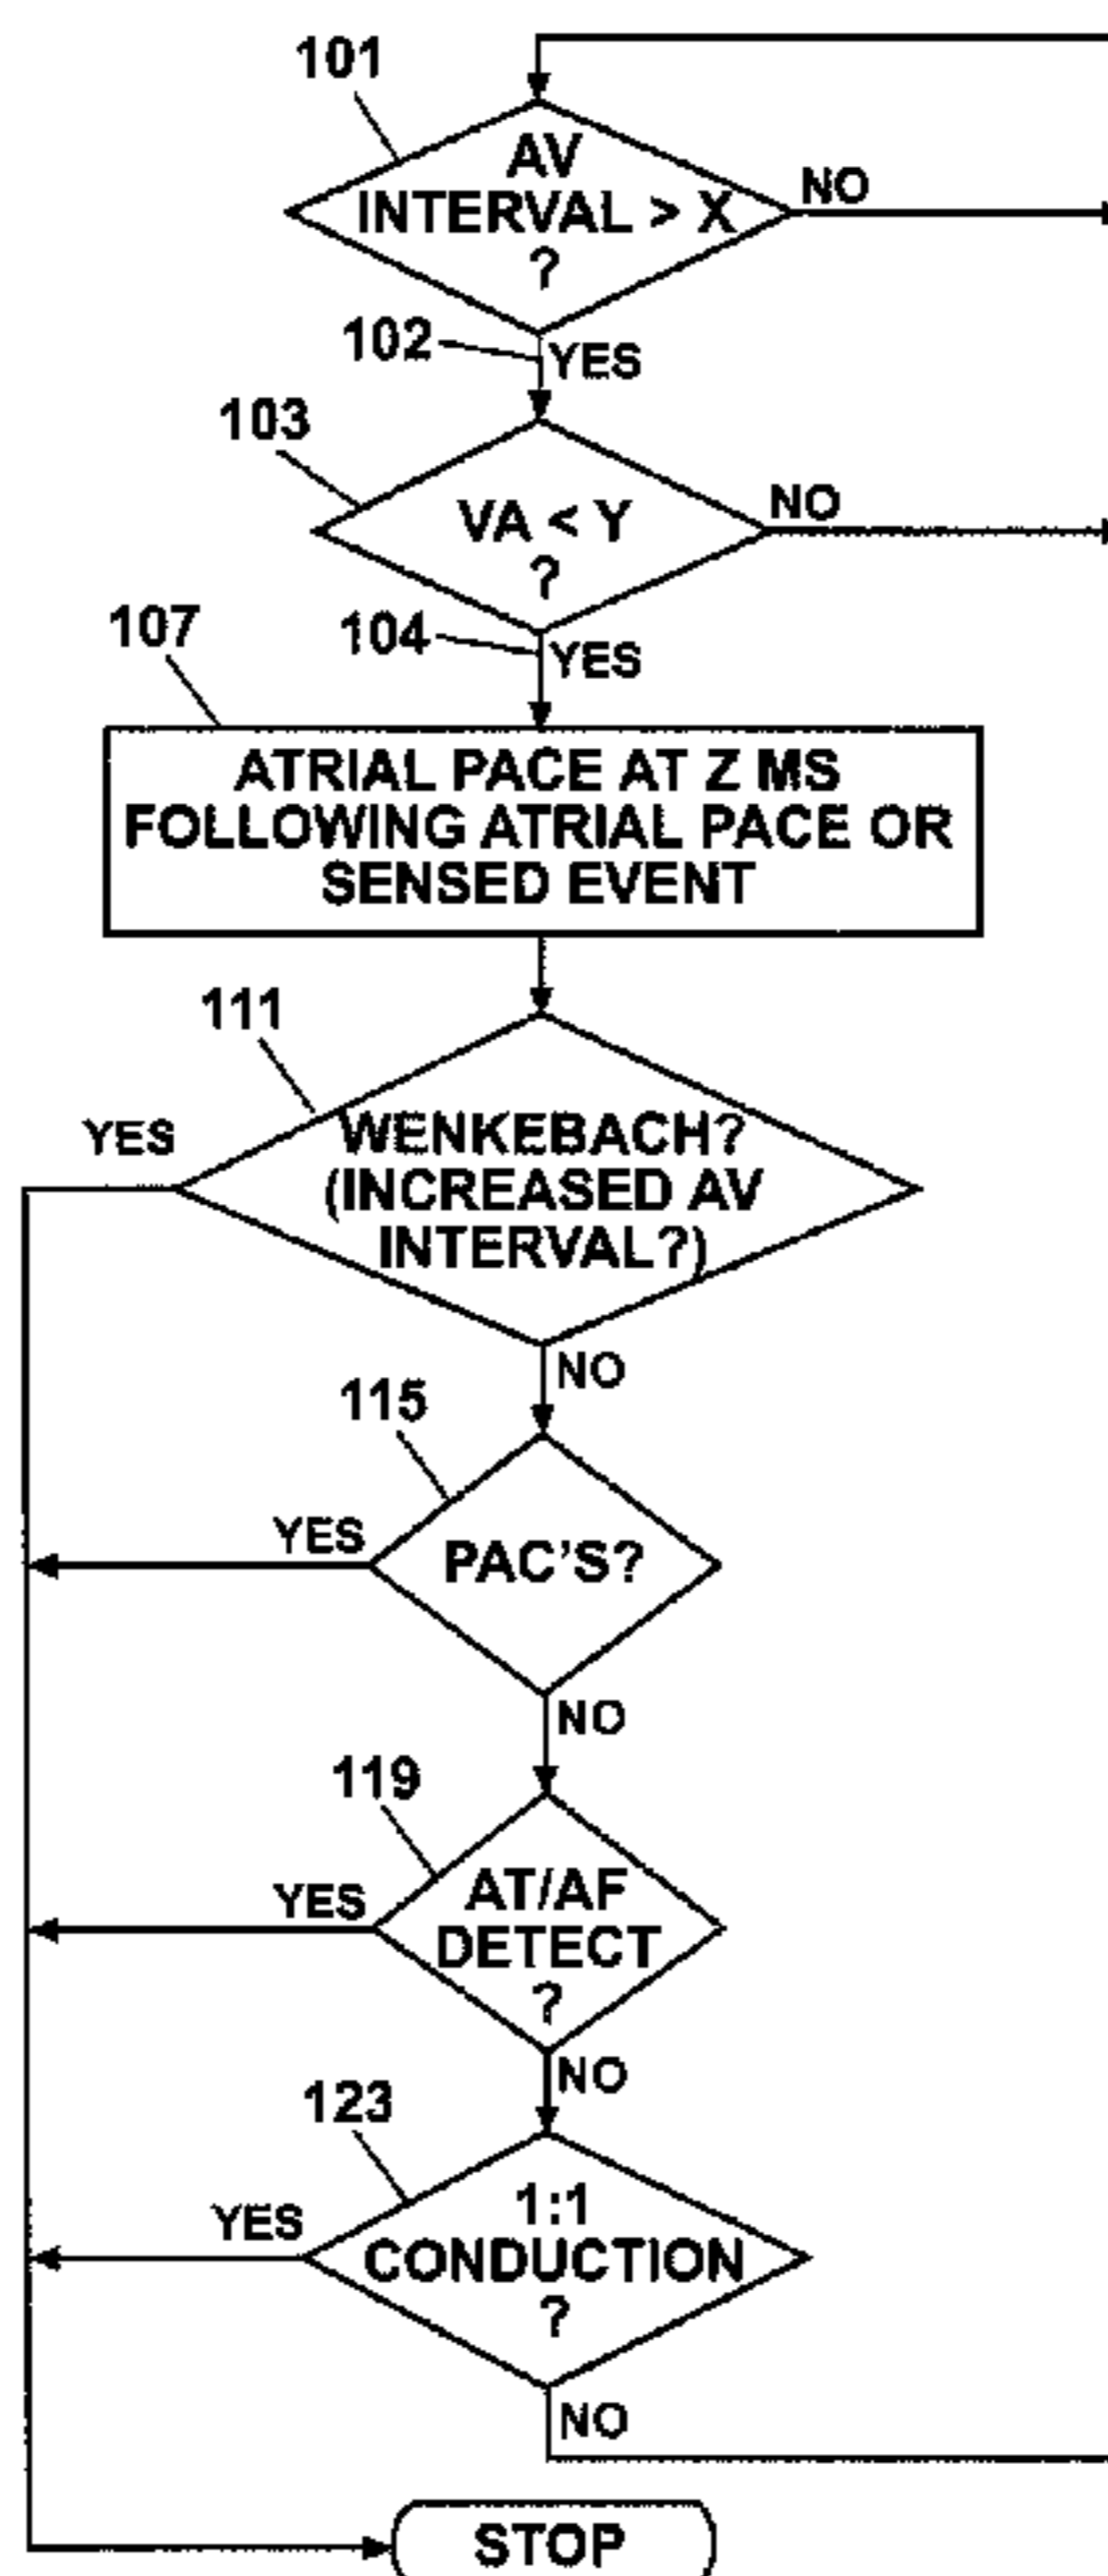 101
AV
INTERVAL > X
?
NO
102
YES
103
VA < Y
?
NO
104
YES
107
ATRIAL PACE AT Z MS
FOLLOWING ATRIAL PACE OR
SENSED EVENT
111
YES
WENKEBACH?
(INCREASED AV
INTERVAL?)
NO
115
YES
PAC'S?
NO
119
YES
AT/AF
DETECT
?
NO
123
YES
1:1
CONDUCTION
?
NO
STOP